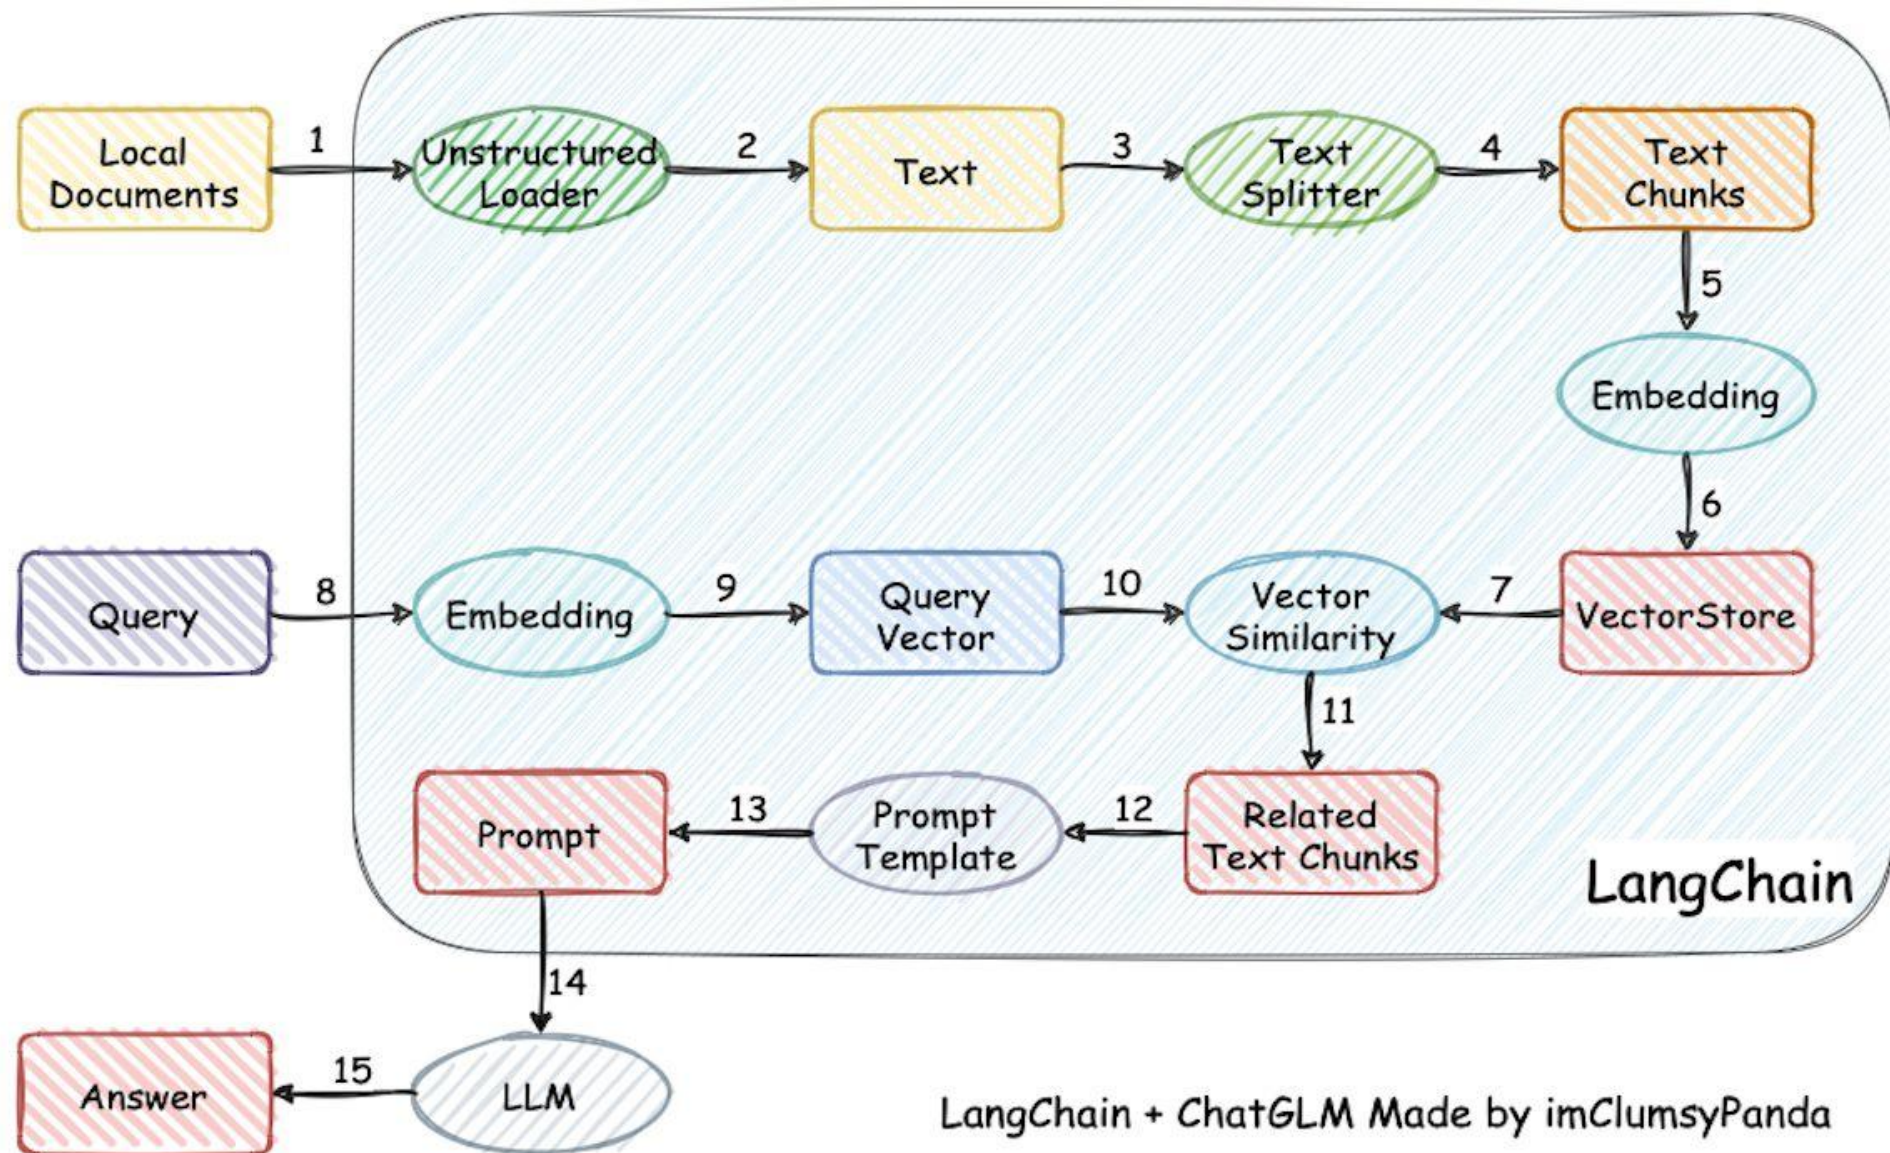 Local
Documents
1
Unstructured
Loader
2
Text
3
Text
Splitter
4
Text
Chunks
5
Embedding
6
Query
8
Embedding
9
Query
Vector
10
Vector
Similarity
7
VectorStore
11
Prompt
13
Prompt
Template
12
Related
Text Chunks
LangChain
14
Answer
15
LLM
LangChain + ChatGLM Made by imClumsyPanda